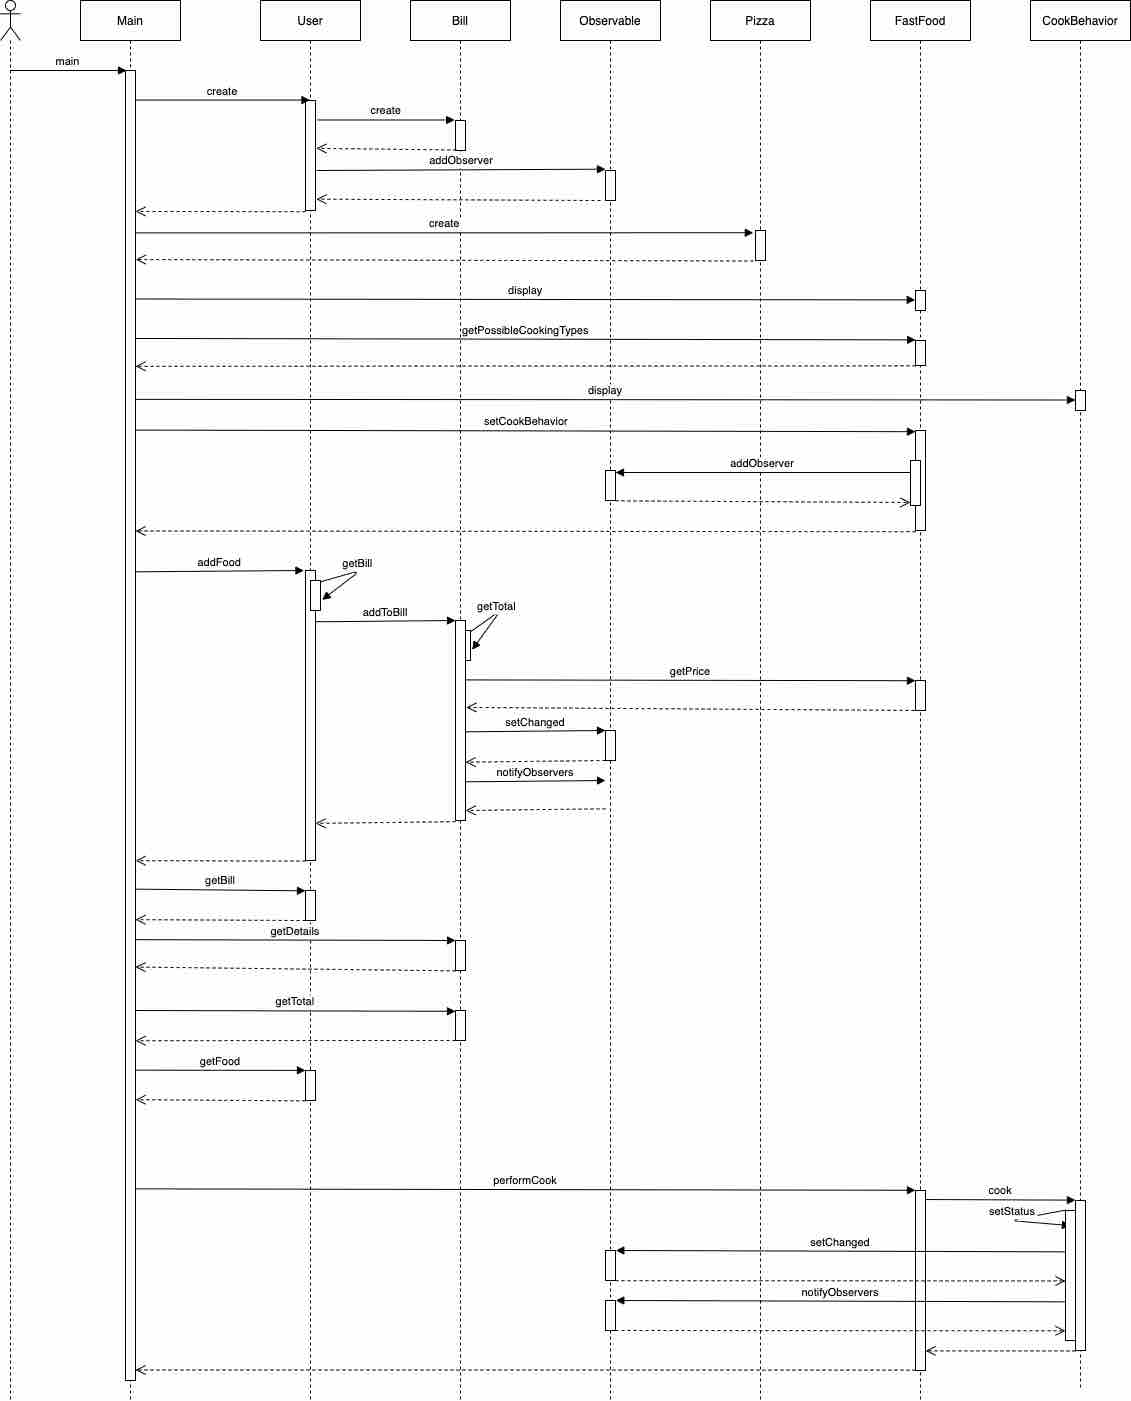 Main
User
Bill
Observable
Pizza
FastFood
CookBehavior
main
create
create
addObserver
create
display
getPossibleCookingTypes
display
setCookBehavior
addObserver
addFood
getBill
addToBill
getTotal
getPrice
setChanged
notifyObservers
getBill
getDetails
getTotal
getFood
performCook
cook
setStatus
setChanged
notifyObservers